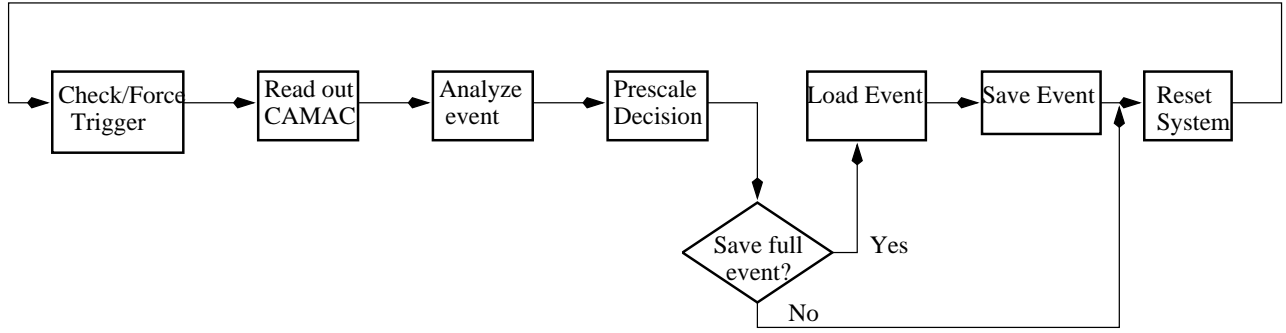 Check/Force
Trigger
Read out
CAMAC
Analyze
event
Prescale
Decision
Load Event
Save Event
Reset
System
Save full
event?
Yes
No